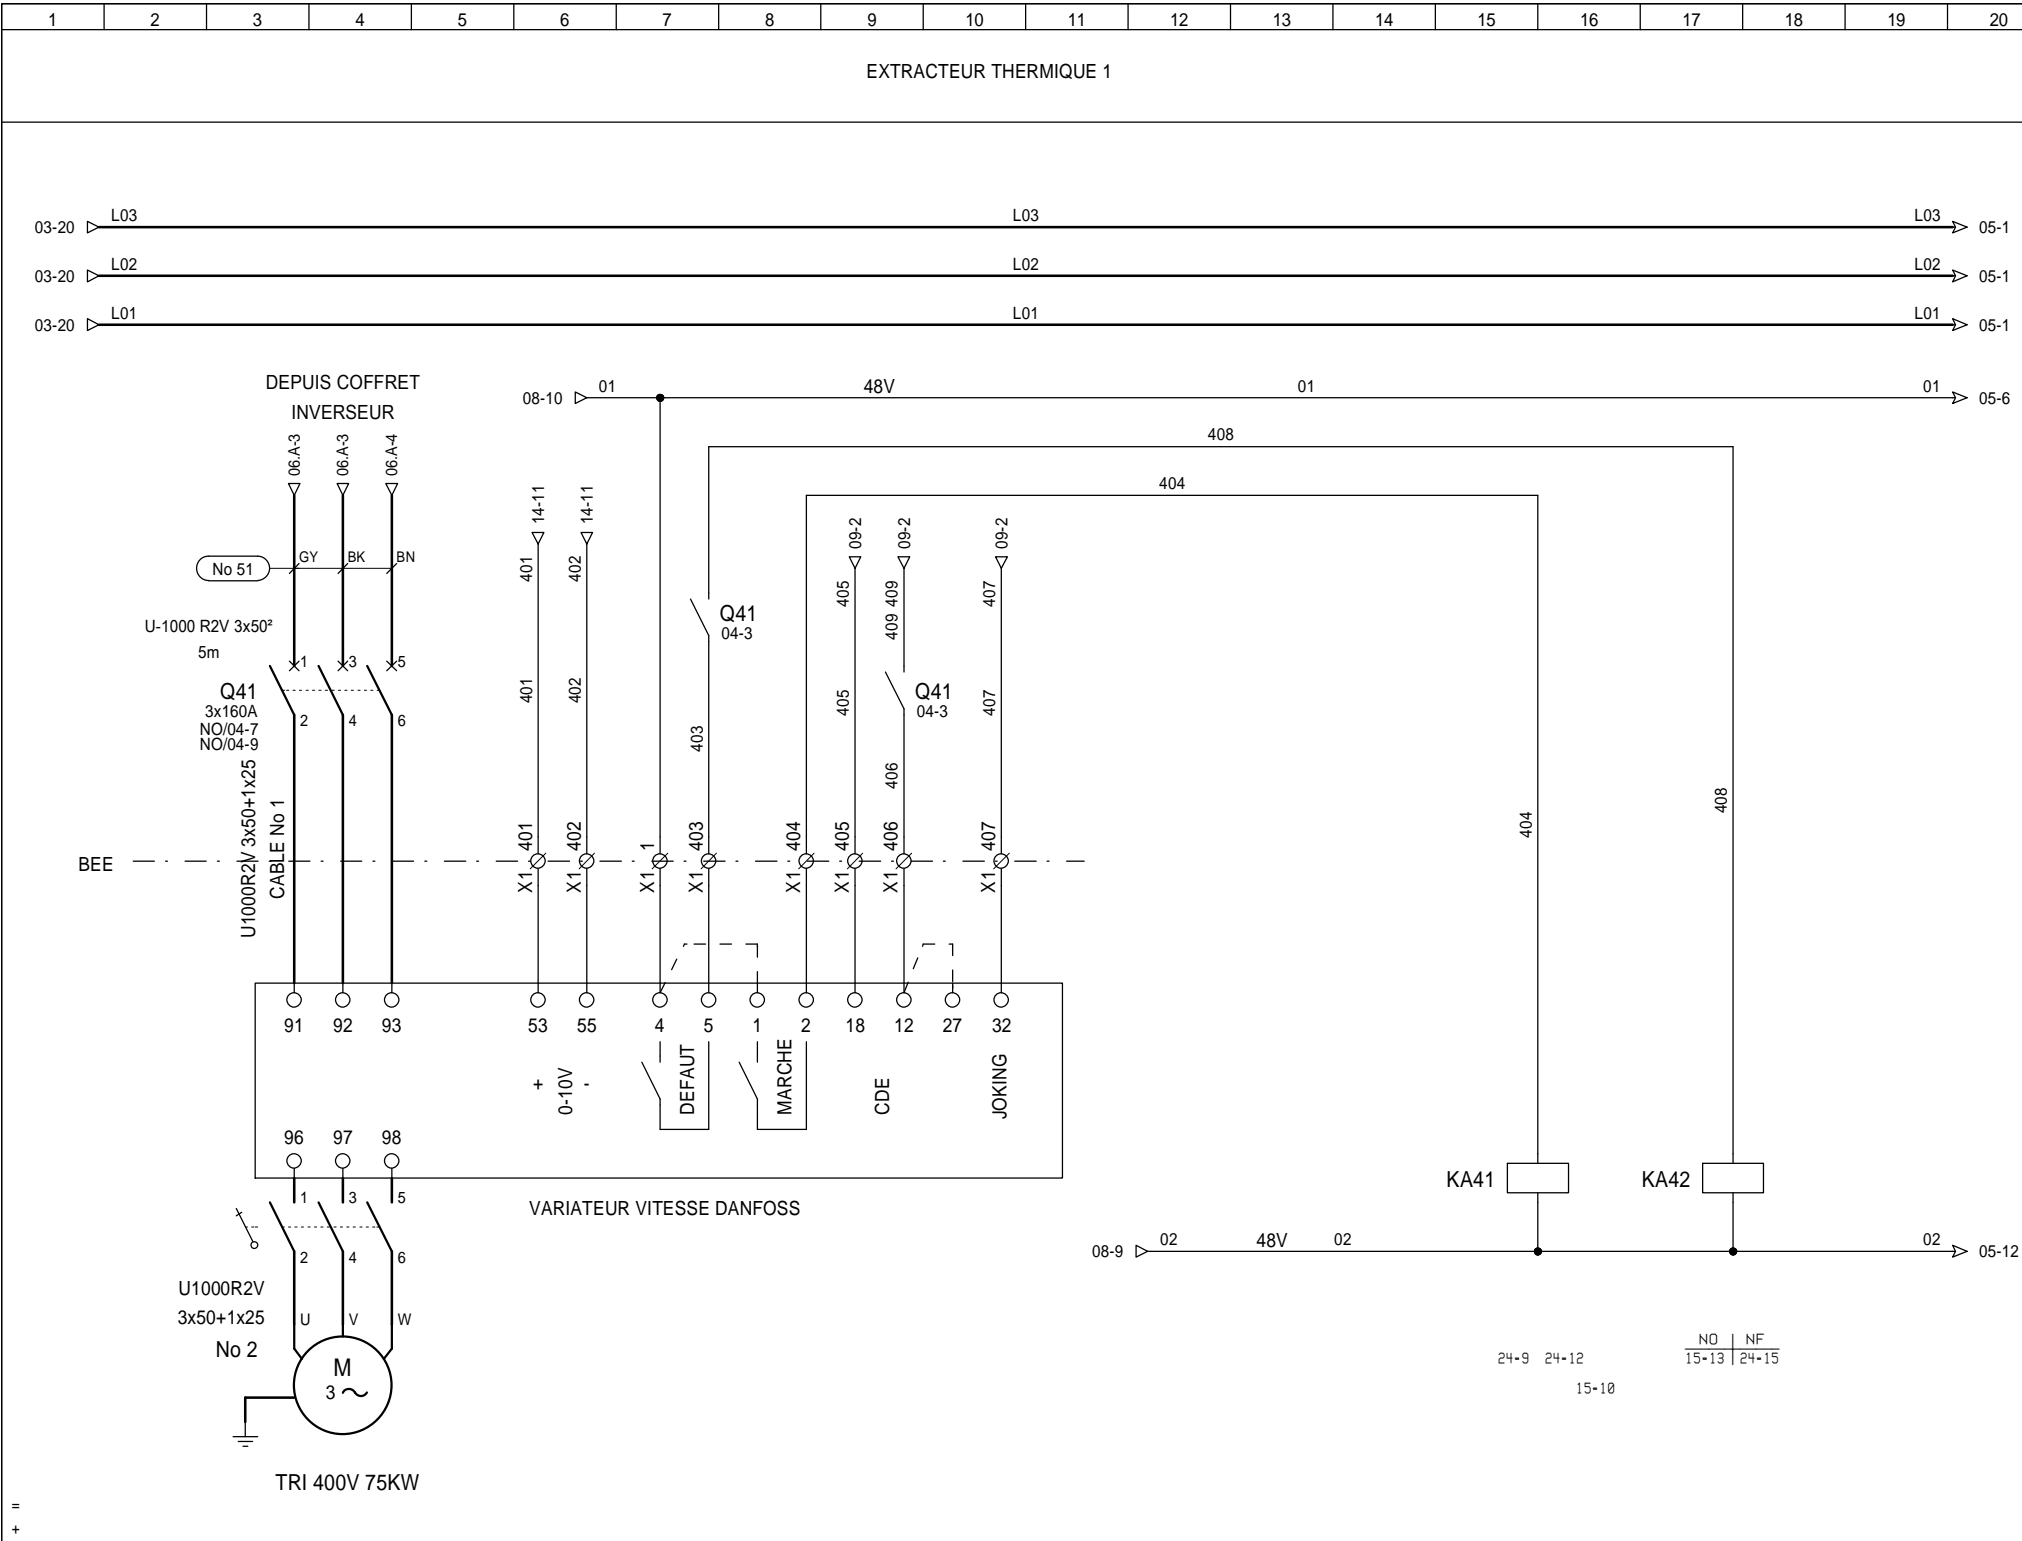 1 2 3 4 5 6 7 8 9 10 11 12 13 14 15 16 17 18 19 20
EXTRACTEUR THERMIQUE 1
03-20 L03 L03 L03 05-1
03-20 L02 L02 L02 05-1
03-20 L01 L01 L01 05-1
DEPUIS COFFRET
INVERSEUR
08-10 01 48V 01 01 05-6
408
404
06.A-3 06.A-3 06.A-4
14-11 14-11
09-2 09-2 09-2
No 51 GY BK BN
401 402 405 409 407
U-1000 R2V 3x50²
5m
409
Q41
04-3
1 3 5
Q41
3x160A
NO/04-7
NO/04-9
2 4 6
401 402 403 405 407
Q41
04-3
406
404 408
U1000R2V 3x50+1x25
CABLE No 1
401 402 1 403 404 405 406 407
BEE
X1 X1 X1 X1 X1 X1 X1 X1
91 92 93 53 55 4 5 1 2 18 12 27 32
+ 0-10V - DEFAUT MARCHE CDE JOKING
96 97 98
VARIATEUR VITESSE DANFOSS
KA41 KA42
1 3 5
2 4 6
08-9 02 48V 02 02 05-12
U1000R2V
3x50+1x25
No 2
U V W
M
3
TRI 400V 75KW
24-9 24-12
15-10
NO NF
15-13 24-15
=
+